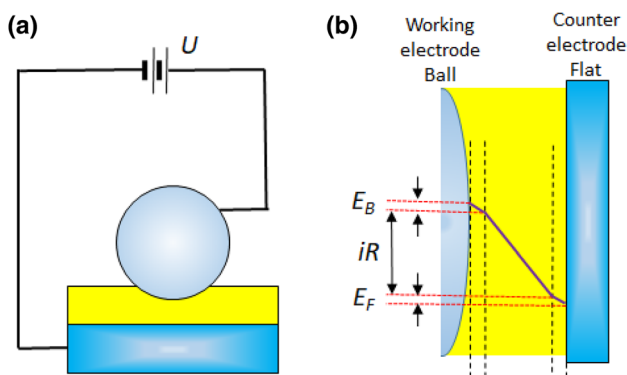 (a)
U
(b)
Working
electrode
Ball
Counter
electrode
Flat
E_B
iR
E_F